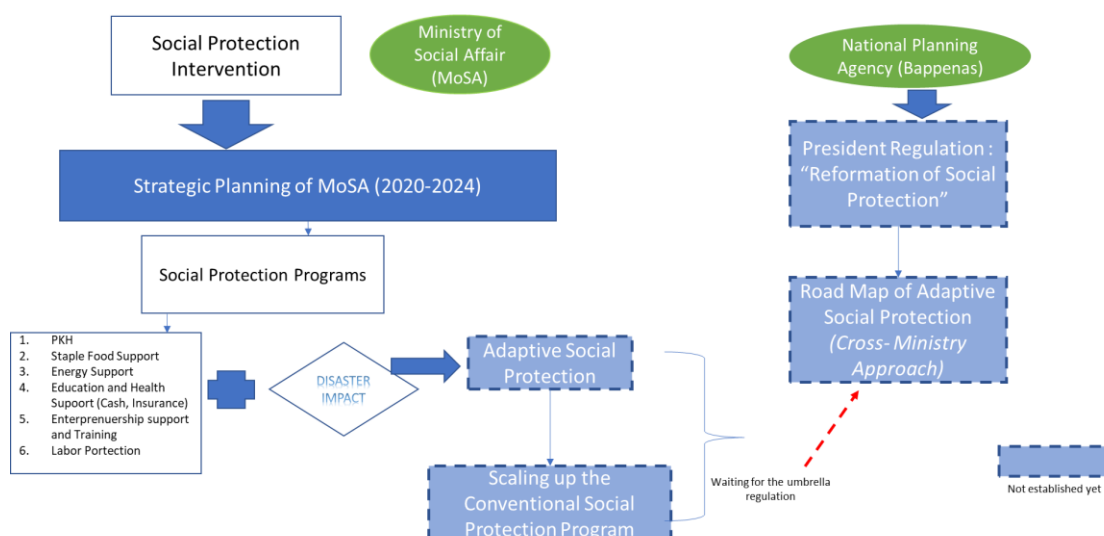 Social Protection
Intervention
Ministry of
Social Affair
(MoSA)
National Planning
Agency (Bappenas)
Strategic Planning of MoSA (2020-2024)
President Regulation :
“Reformation of Social
Protection”
Social Protection Programs
Road Map of Adaptive
Social Protection
(Cross- Ministry
Approach)
1. PKH
2. Staple Food Support
3. Energy Support
4. Education and Health
Support (Cash, Insurance)
5. Enterprenuership support
and Training
6. Labor Portection
DISASTER
IMPACT
Adaptive Social
Protection
Scaling up the
Conventional Social
Protection Program
Waiting for the umbrella
regulation
Not established yet